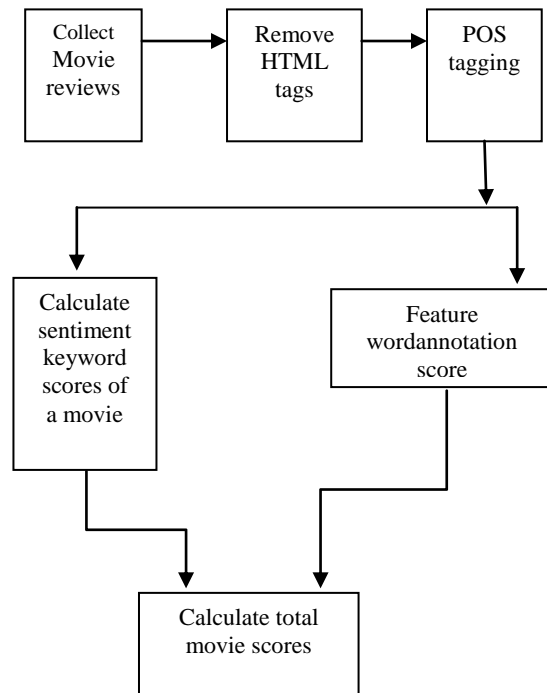 Collect
Movie
reviews
Remove
HTML
tags
POS
tagging
Calculate
sentiment
keyword
scores of
a movie
Feature
wordannotation
score
Calculate total
movie scores